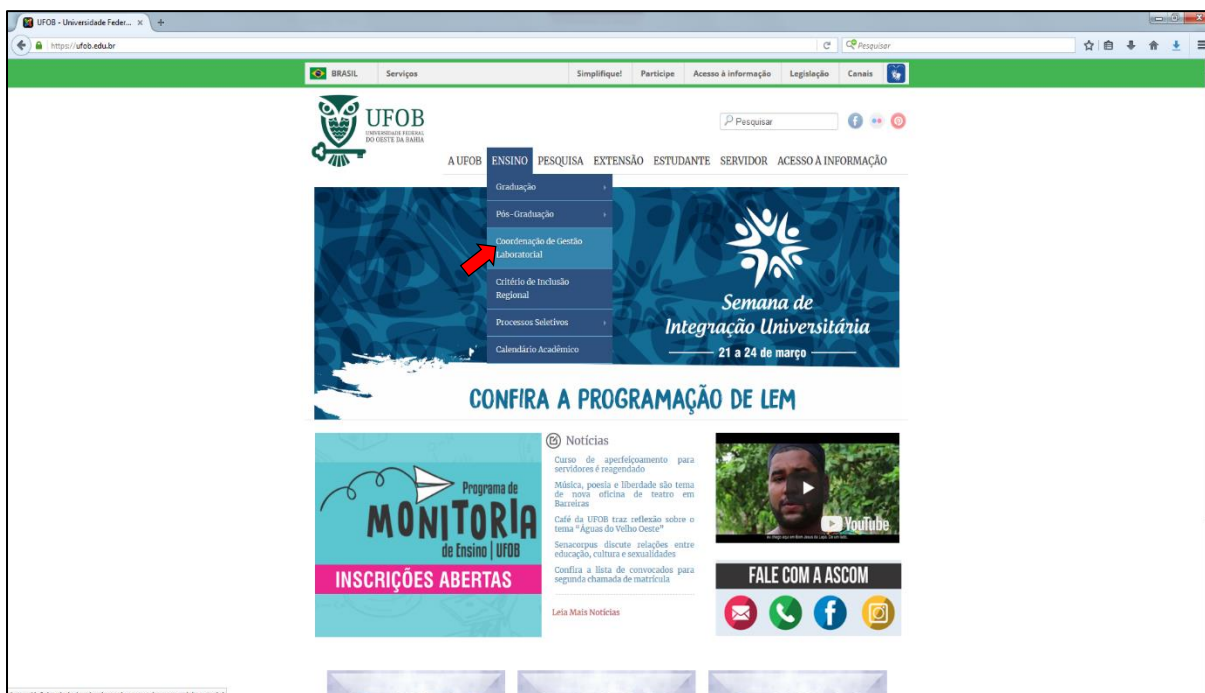 UFOB - Universidade Feder...
https://ufob.edu.br
Pesquisar
BRASIL Serviços Simplifique! Participe Acesso à informação Legislação Canais
UFOB
UNIVERSIDADE FEDERAL
DO OESTE DA BAHIA
Pesquisar
A UFOB ENSINO PESQUISA EXTENSÃO ESTUDANTE SERVIDOR ACESSO À INFORMAÇÃO
Graduação
Pós-Graduação
Coordenação de Gestão
Laboratorial
Critério de Inclusão
Regional
Processos Seletivos
Calendário Acadêmico
Semana de
Integração Universitária
21 a 24 de março
CONFIRA A PROGRAMAÇÃO DE LEM
Programa de
MONITORIA
de Ensino | UFOB
INSCRIÇÕES ABERTAS
Notícias
Curso de aperfeiçoamento para
servidores é reagendado
Música, poesia e liberdade são tema
de nova oficina de teatro em
Barreiras
Café da UFOB traz reflexão sobre o
tema "Águas do Velho Oeste"
Senacorpus discute relações entre
educação, cultura e sexualidades
Confira a lista de convocados para
segunda chamada de matrícula
Leia Mais Notícias
YouTube
FALE COM A ASCOM